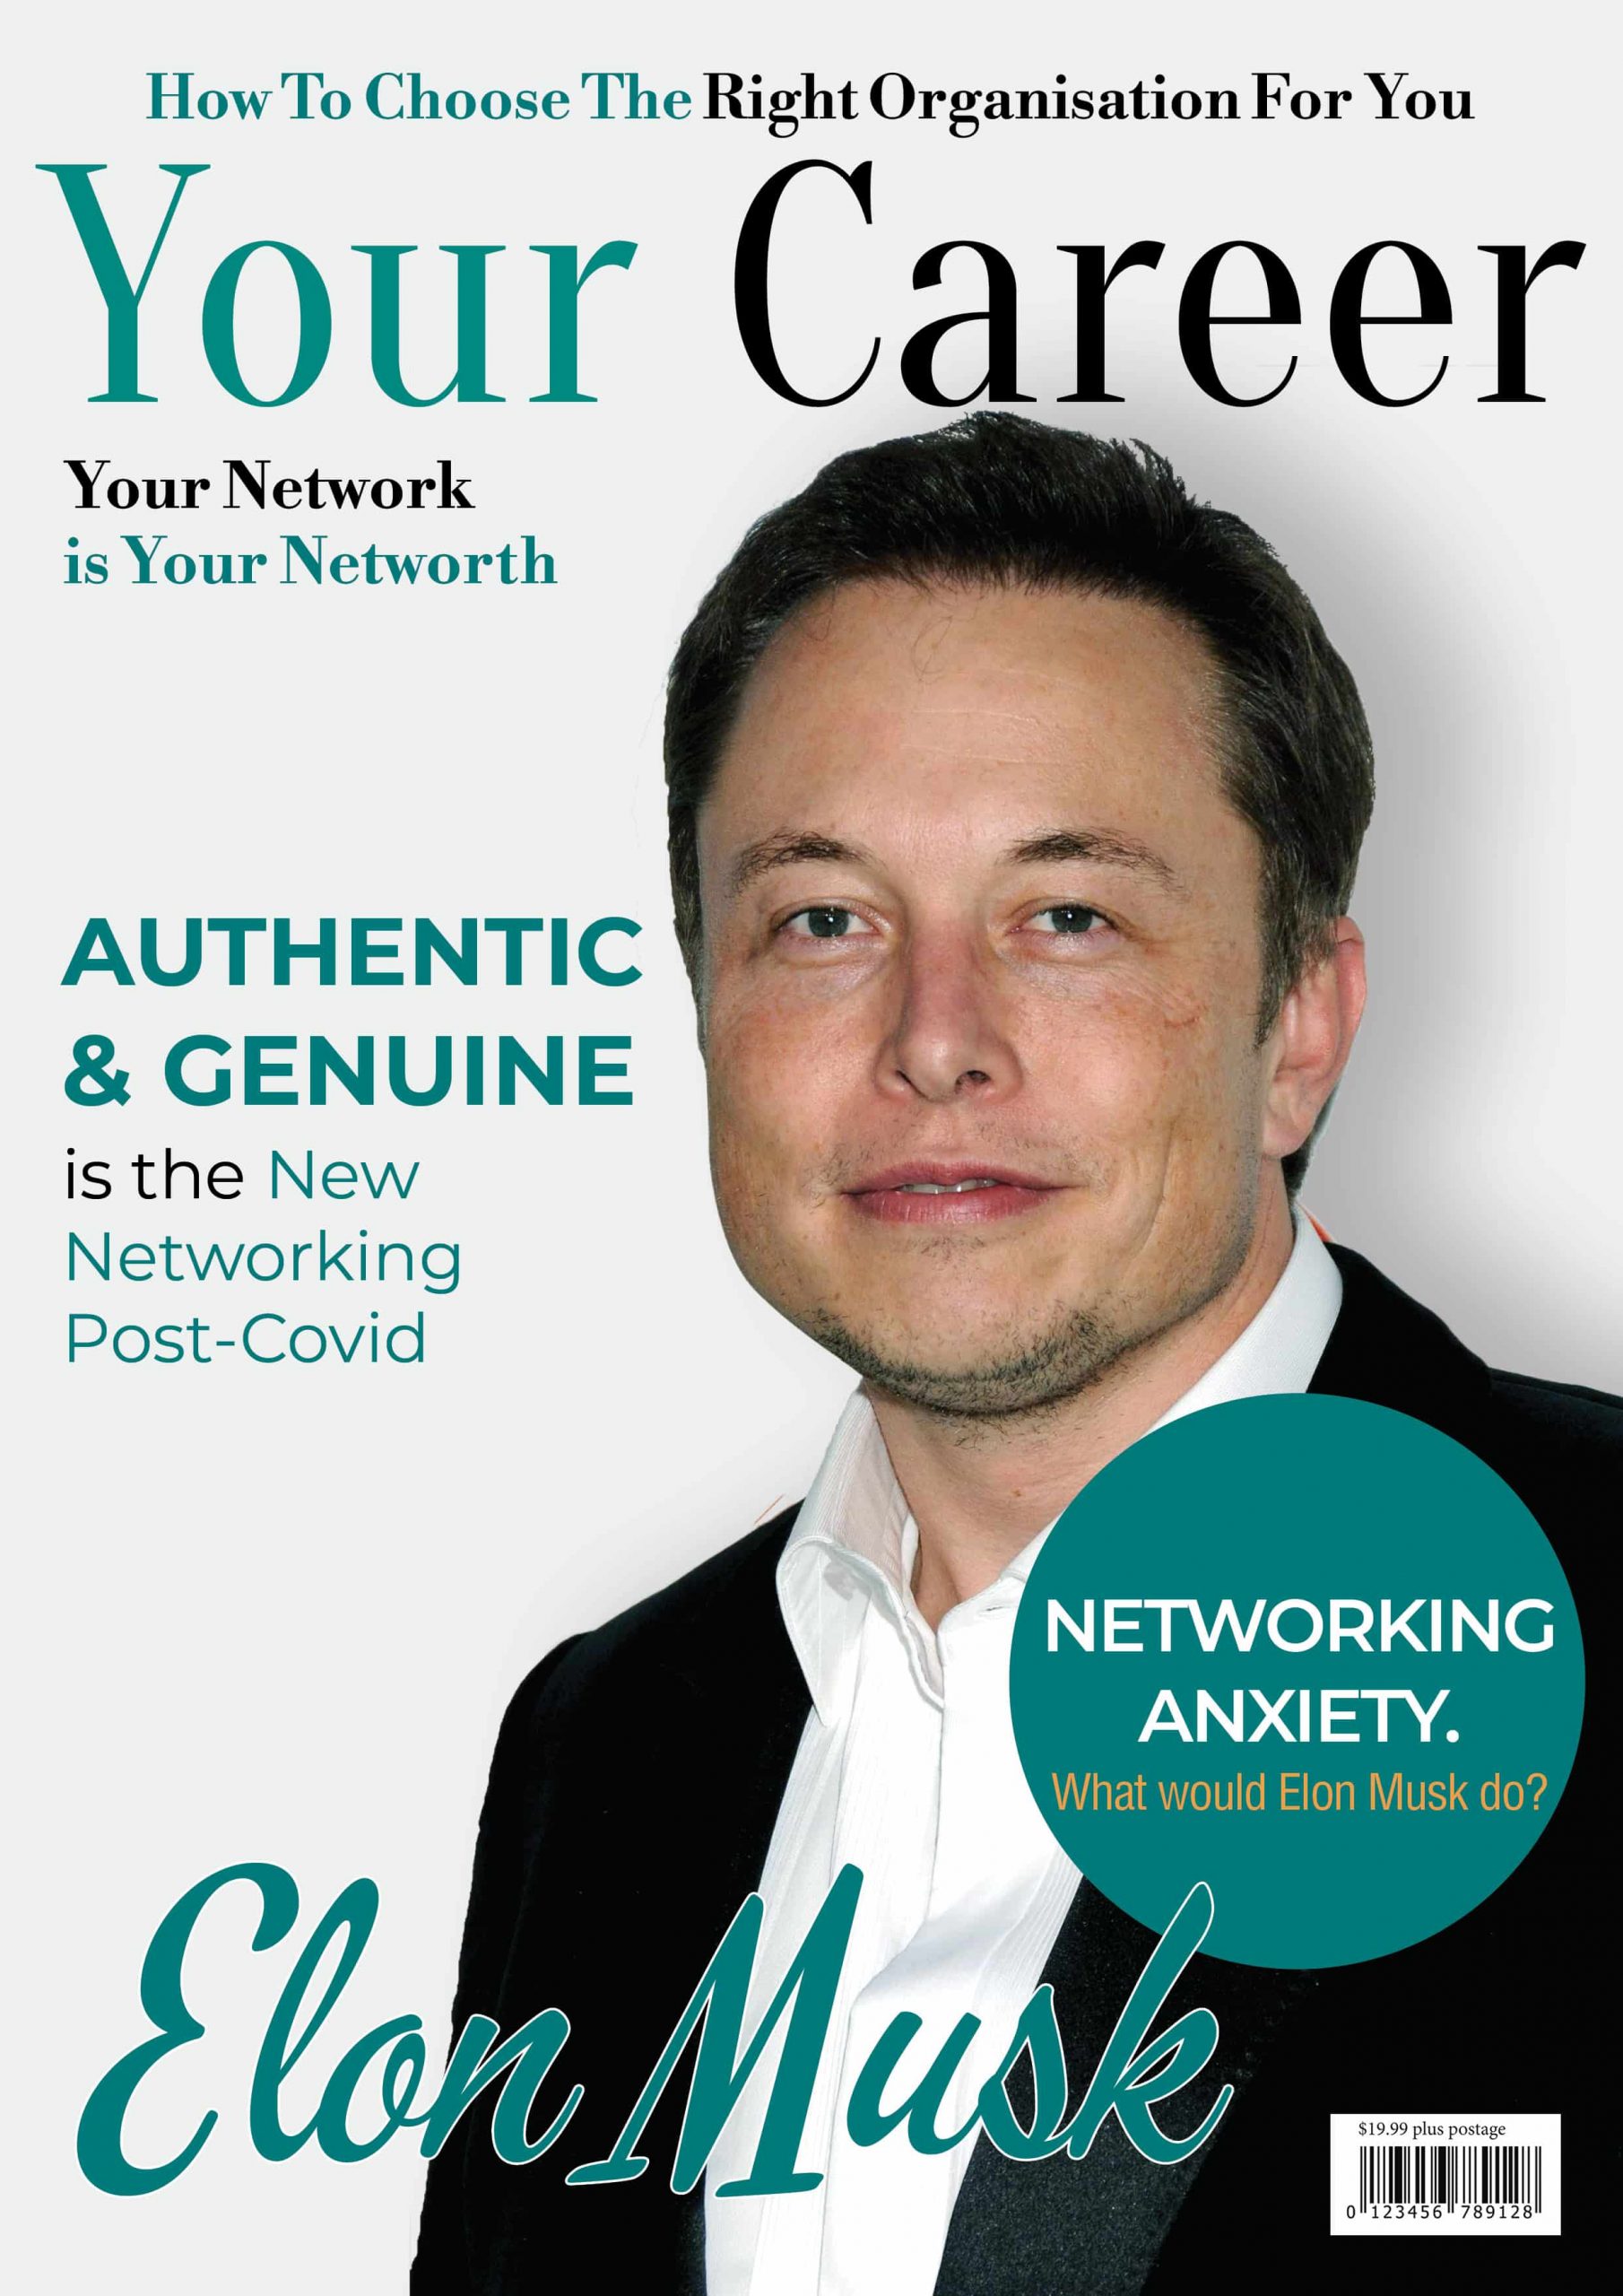 How To Choose The Right Organisation For You
Your Career
Your Network
is Your Networth
AUTHENTIC
& GENUINE
is the New
Networking
Post-Covid
NETWORKING
ANXIETY.
What would Elon Musk do?
Elon Musk
$19.99 plus postage
0 123456 789128